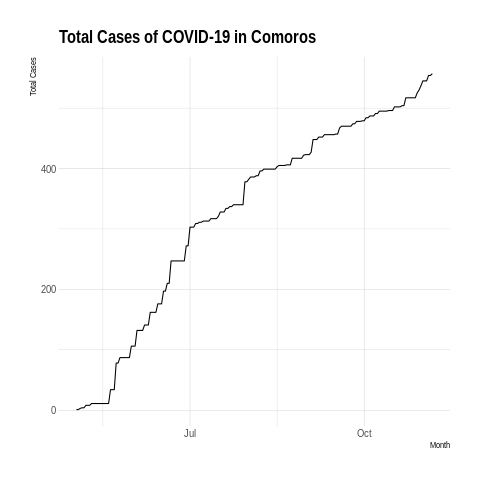 Total Cases of COVID-19 in Comoros
Total Cases
400
200
0
Jul
Oct
Month